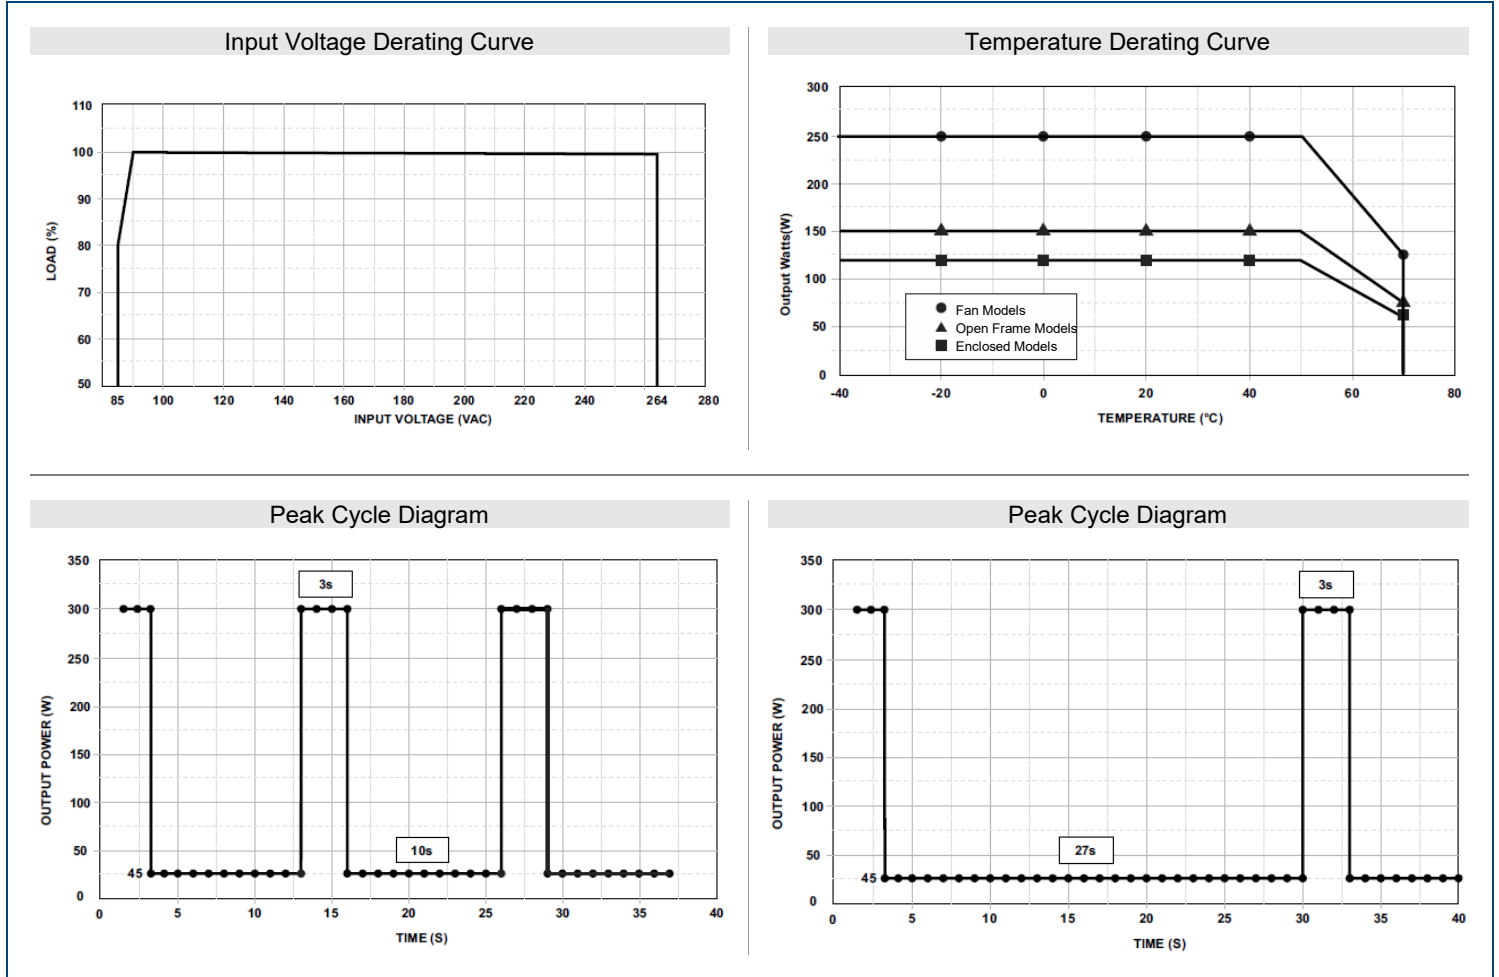 Input Voltage Derating Curve
110
100
90
80
70
60
50
LOAD (%)
85 100 120 140 160 180 200 220 240 264 280
INPUT VOLTAGE (VAC)
Temperature Derating Curve
300
250
200
150
100
50
0
Output Watts(W)
Fan Models
Open Frame Models
Enclosed Models
-40 -20 0 20 40 60 80
TEMPERATURE (°C)
Peak Cycle Diagram
350
300
250
200
150
100
50
45
0
OUTPUT POWER (W)
3s
10s
0 5 10 15 20 25 30 35 40
TIME (S)
Peak Cycle Diagram
350
300
250
200
150
100
50
45
0
OUTPUT POWER (W)
3s
27s
0 5 10 15 20 25 30 35 40
TIME (S)